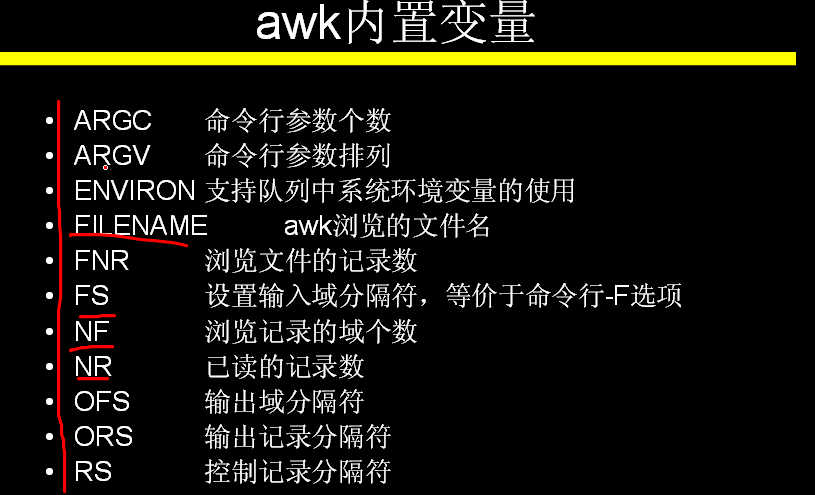 awk内置变量
• ARGC 命令行参数个数
• ARGV 命令行参数排列
• ENVIRON 支持队列中系统环境变量的使用
• FILENAME awk浏览的文件名
• FNR 浏览文件的记录数
• FS 设置输入域分隔符，等价于命令行-F选项
• NF 浏览记录的域个数
• NR 已读的记录数
• OFS 输出域分隔符
• ORS 输出记录分隔符
• RS 控制记录分隔符